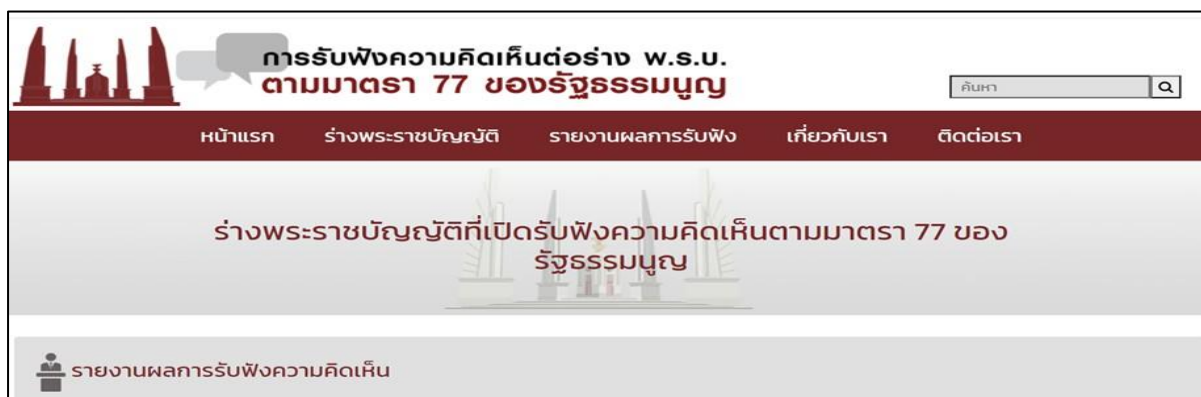 การรับฟังความคิดเห็นต่อร่าง พ.ร.บ.
ตามมาตรา 77 ของรัฐธรรมนูญ
ค้นหา
หน้าแรก ร่างพระราชบัญญัติ รายงานผลการรับฟัง เกี่ยวกับเรา ติดต่อเรา
ร่างพระราชบัญญัติที่เปิดรับฟังความคิดเห็นตามมาตรา 77 ของ
รัฐธรรมนูญ
รายงานผลการรับฟังความคิดเห็น